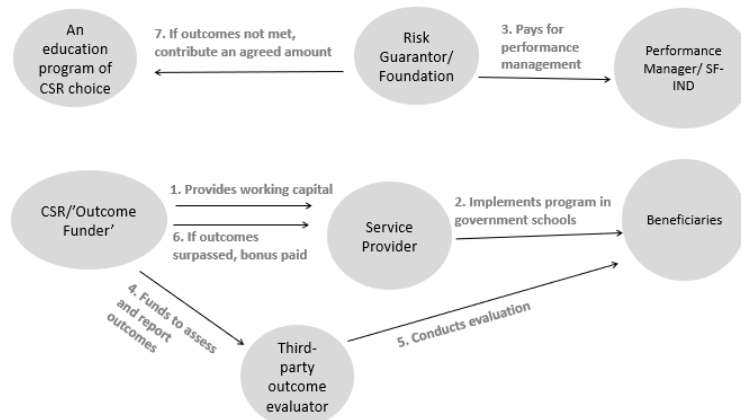 An
education
program of
CSR choice
7. If outcomes not met,
contribute an agreed amount
Risk
Guarantor/
Foundation
3. Pays for
performance
management
Performance
Manager/ SF-
IND
CSR/'Outcome
Funder'
1. Provides working capital
6. If outcomes
surpassed, bonus paid
Service
Provider
2. Implements program in
government schools
Beneficiaries
4. Funds to assess
and report
outcomes
Third-
party
outcome
evaluator
5. Conducts evaluation